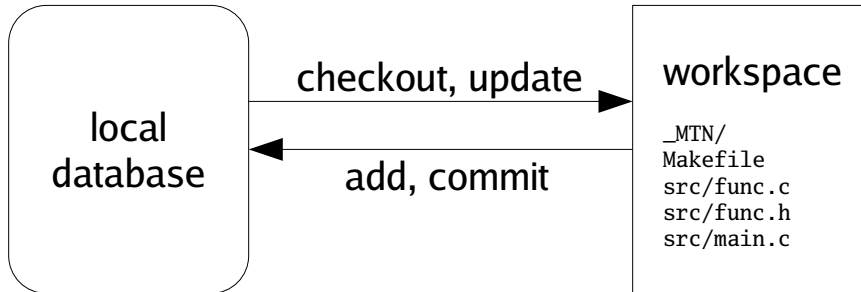 local
database
checkout, update
add, commit
workspace
_MTN/
Makefile
src/func.c
src/func.h
src/main.c